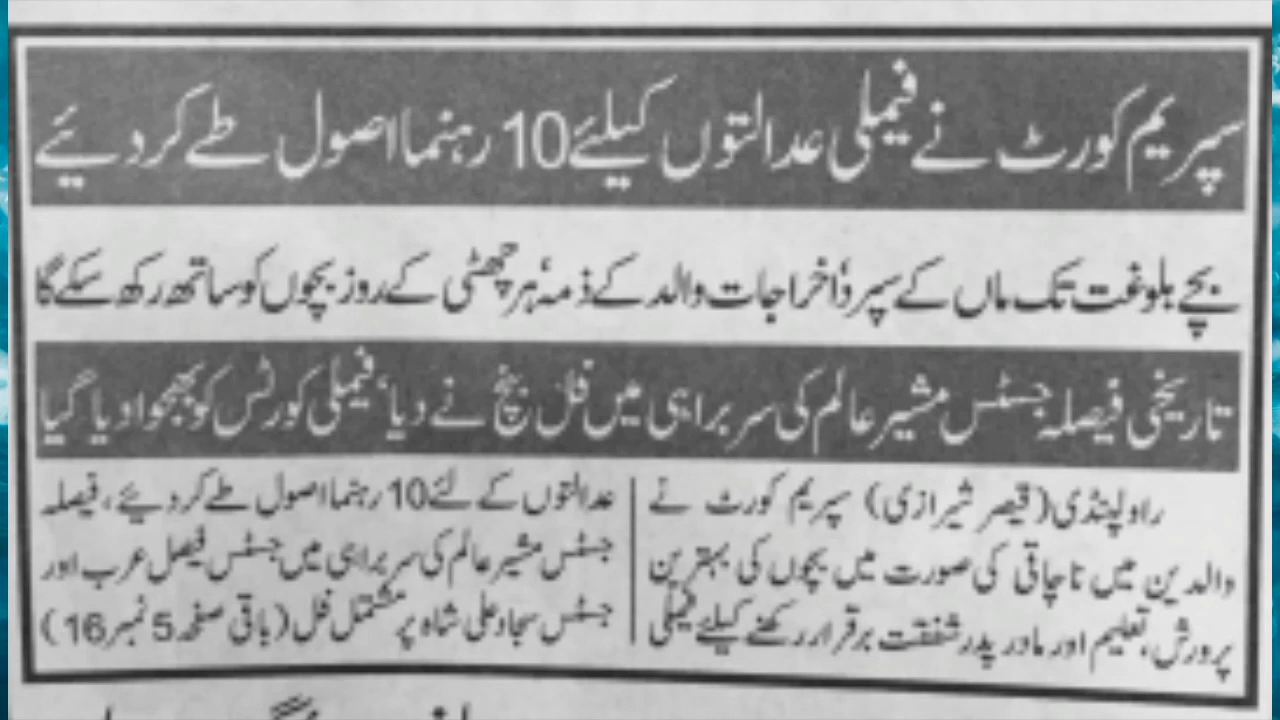 سپریم کورٹ نے فیملی عدالتوں کیلئے 10 رہنما اصول طے کر دیئے
بچے بلوغت تک ماں کے سپرد، اخراجات والد کے ذمہ، ہر چھٹی کے روز بچوں کو ساتھ رکھ سکے گا
تاریخی فیصلہ جسٹس مشیر عالم کی سربراہی میں فل بنچ نے دیا، فیملی کورٹس کو بھجوا دیا گیا
راولپنڈی (قیصر شیرازی) سپریم کورٹ نے
والدین میں ناچاقی کی صورت میں بچوں کی بہترین
پرورش، تعلیم اور مادر پدر شفقت برقرار رکھنے کیلئے فیملی
عدالتوں کے لئے 10 رہنما اصول طے کر دیئے، فیصلہ
جسٹس مشیر عالم کی سربراہی میں جسٹس فیصل عرب اور
جسٹس سجاد علی شاہ پر مشتمل فل (باقی صفحہ 5 نمبر 16)